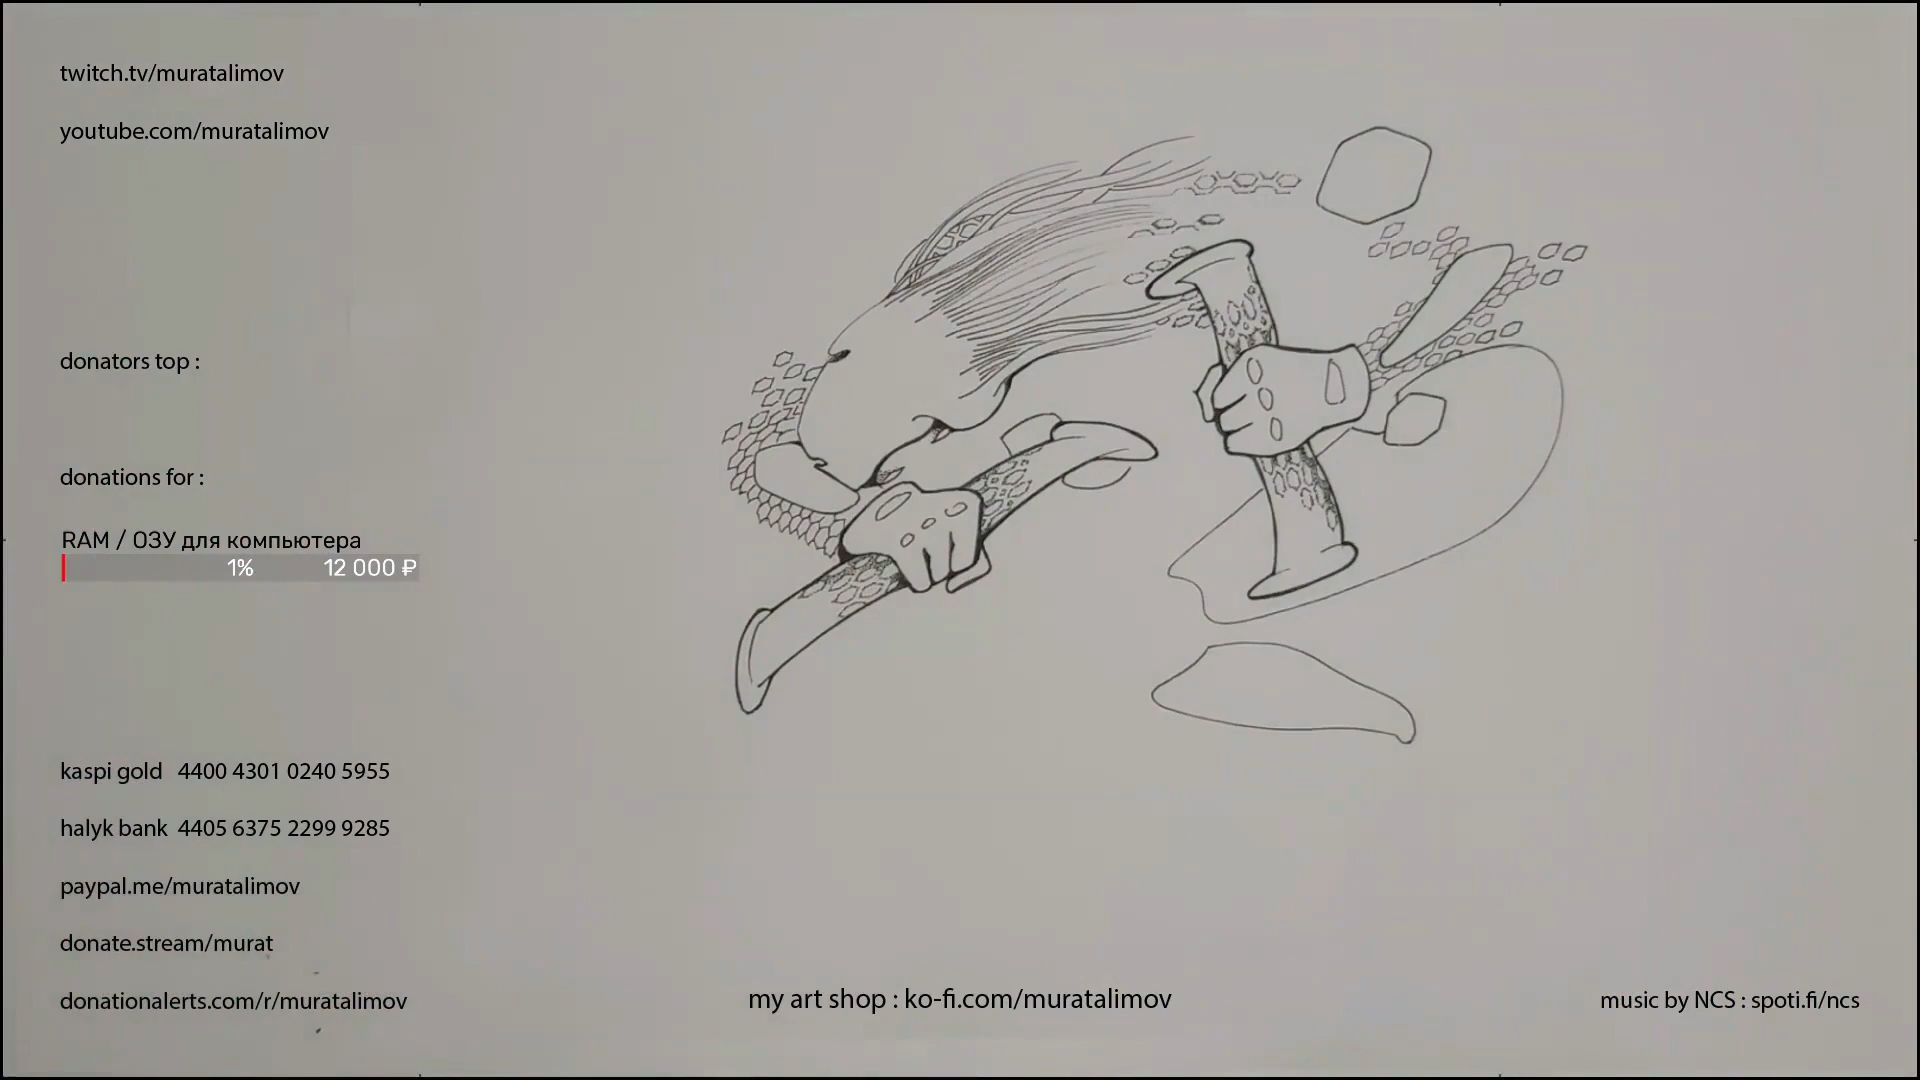 twitch.tv/muratalimov
youtube.com/muratalimov
donators top :
donations for :
RAM / ОЗУ для компьютера
1% 12 000 ₽
kaspi gold 4400 4301 0240 5955
halyk bank 4405 6375 2299 9285
paypal.me/muratalimov
donate.stream/murat
donationalerts.com/r/muratalimov
my art shop : ko-fi.com/muratalimov
music by NCS : spoti.fi/ncs